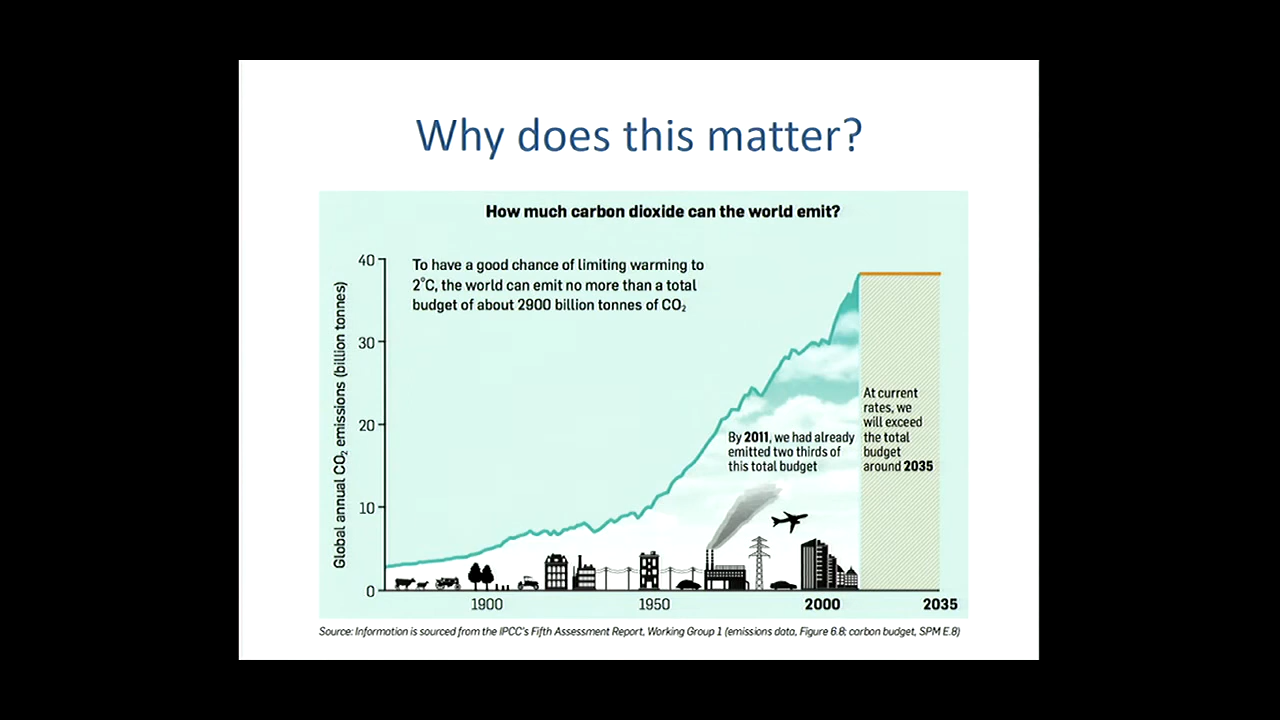 Why does this matter?
How much carbon dioxide can the world emit?
To have a good chance of limiting warming to
2°C, the world can emit no more than a total
budget of about 2900 billion tonnes of CO₂
Global annual CO₂ emissions (billion tonnes)
40
30
20
10
0
By 2011, we had already
emitted two thirds of
this total budget
At current
rates, we
will exceed
the total
budget
around 2035
1900
1950
2000
2035
Source: Information is sourced from the IPCC's Fifth Assessment Report, Working Group 1 (emissions data, Figure 6.8; carbon budget, SPM E.8)